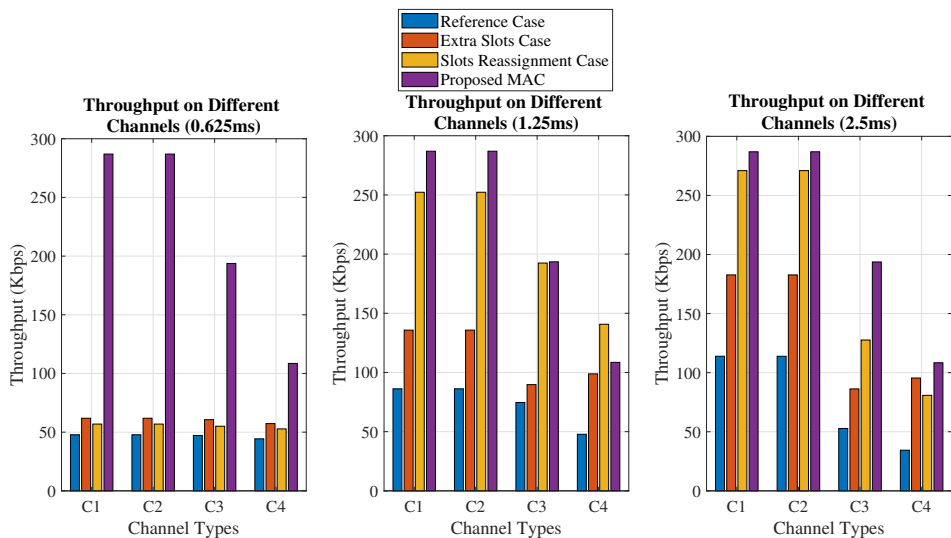 Reference Case
Extra Slots Case
Slots Reassignment Case
Proposed MAC
Throughput on Different
Channels (0.625ms)
300
250
200
150
100
50
0
Throughput (Kbps)
C1 C2 C3 C4
Channel Types
Throughput on Different
Channels (1.25ms)
300
250
200
150
100
50
0
Throughput (Kbps)
C1 C2 C3 C4
Channel Types
Throughput on Different
Channels (2.5ms)
300
250
200
150
100
50
0
Throughput (Kbps)
C1 C2 C3 C4
Channel Types